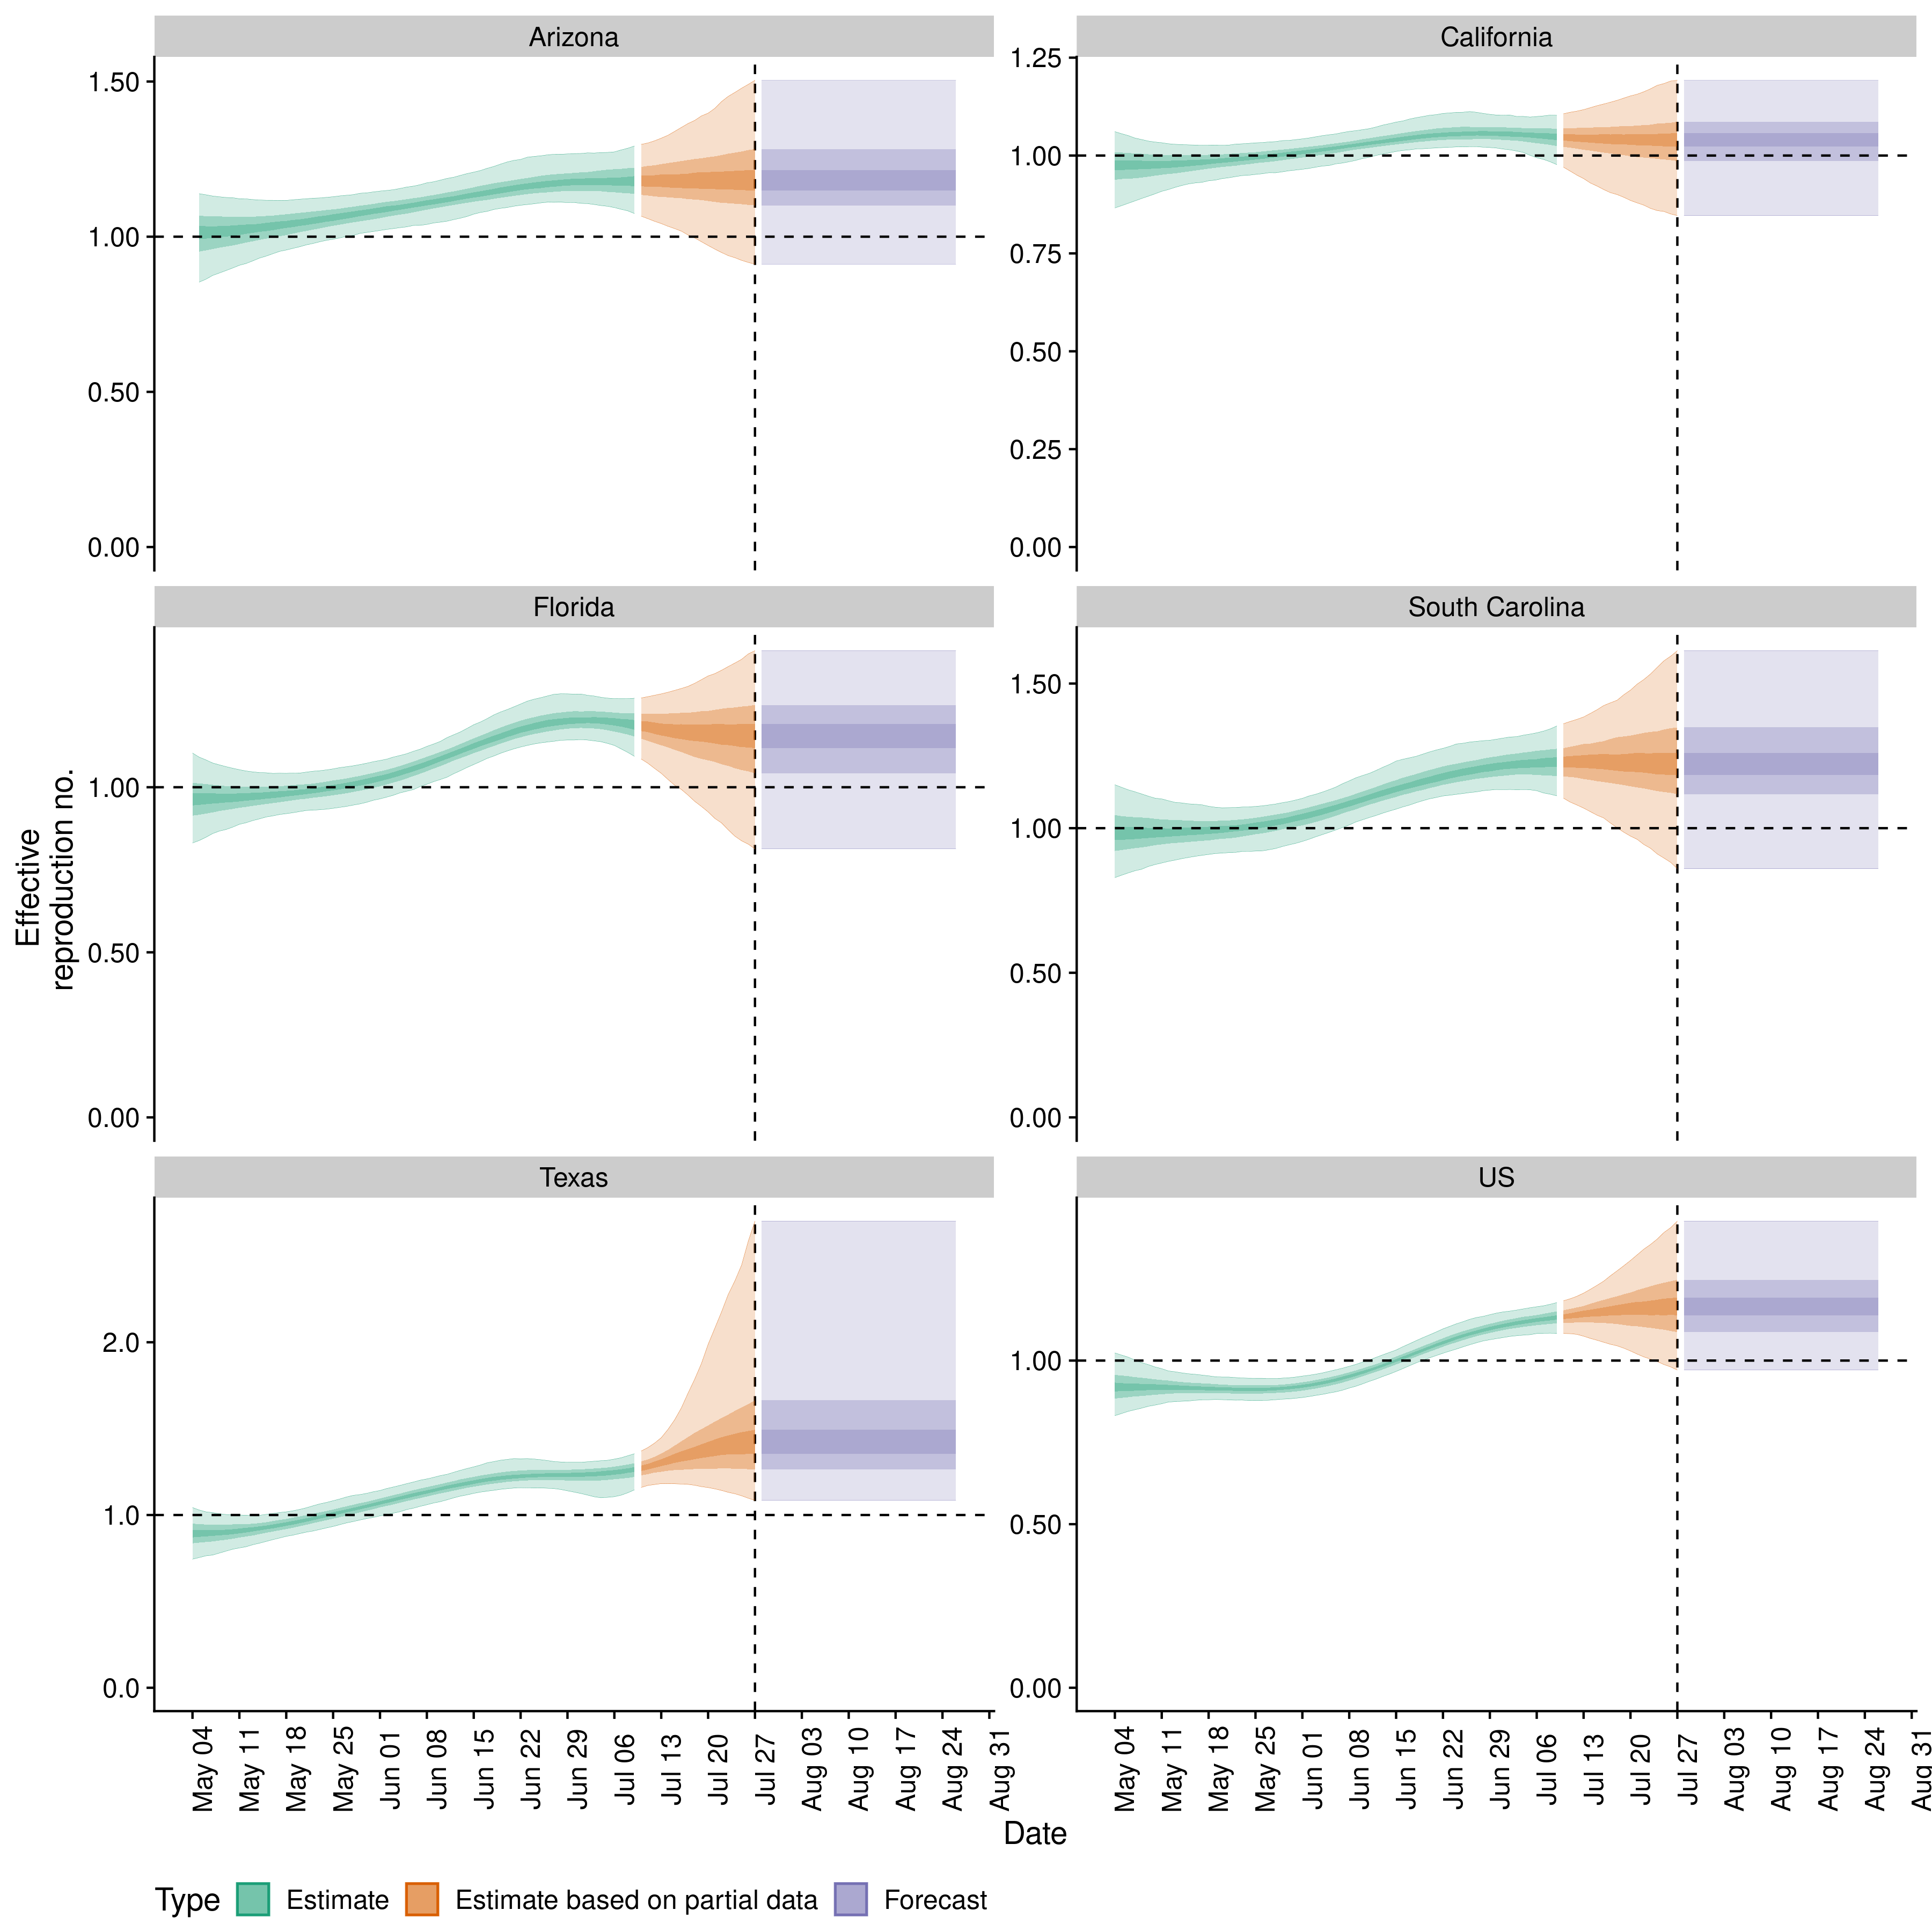 Arizona
California
1.50
1.00
0.50
0.00
1.25
1.00
0.75
0.50
0.25
0.00
Florida
South Carolina
1.00
0.50
0.00
1.50
1.00
0.50
0.00
Effective
reproduction no.
Texas
US
2.0
1.0
0.0
1.00
0.50
0.00
May 04
May 11
May 18
May 25
Jun 01
Jun 08
Jun 15
Jun 22
Jun 29
Jul 06
Jul 13
Jul 20
Jul 27
Aug 03
Aug 10
Aug 17
Aug 24
Aug 31
May 04
May 11
May 18
May 25
Jun 01
Jun 08
Jun 15
Jun 22
Jun 29
Jul 06
Jul 13
Jul 20
Jul 27
Aug 03
Aug 10
Aug 17
Aug 24
Aug 31
Date
Type Estimate Estimate based on partial data Forecast